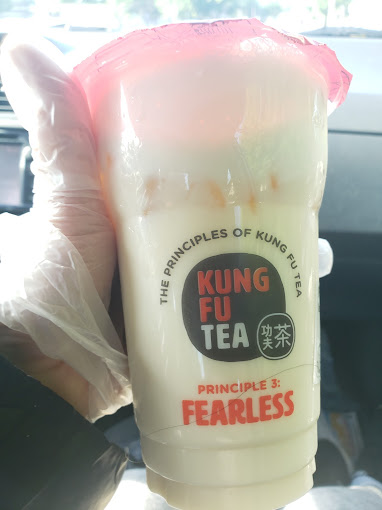 THE PRINCIPLES OF KUNG FU TEA
KUNG
FU
TEA
功夫茶
PRINCIPLE 3:
FEARLESS